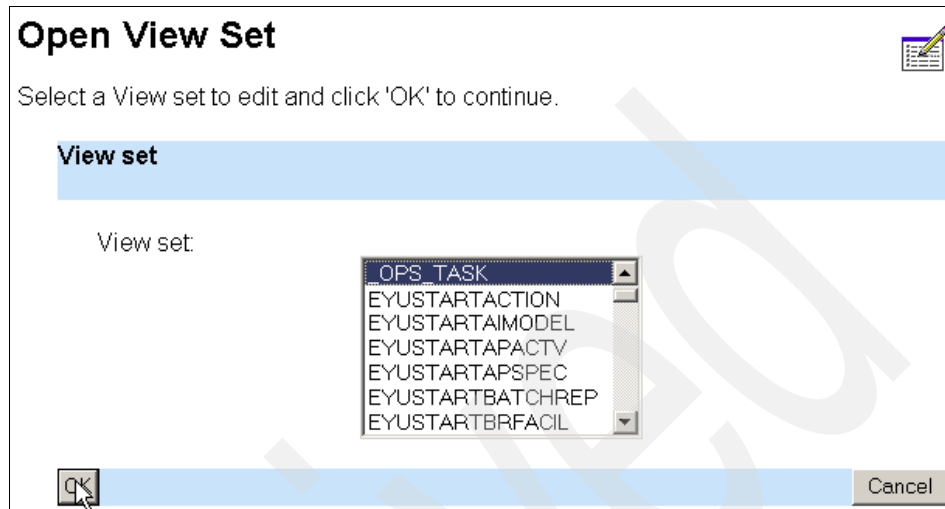 Open View Set
Select a View set to edit and click 'OK' to continue.
View set
View set:
_OPS_TASK
EYUSTARTACTION
EYUSTARTAIMODEL
EYUSTARTAPACTV
EYUSTARTAPSPEC
EYUSTARTBATCHREP
EYUSTARTBRFACIL
OK Cancel